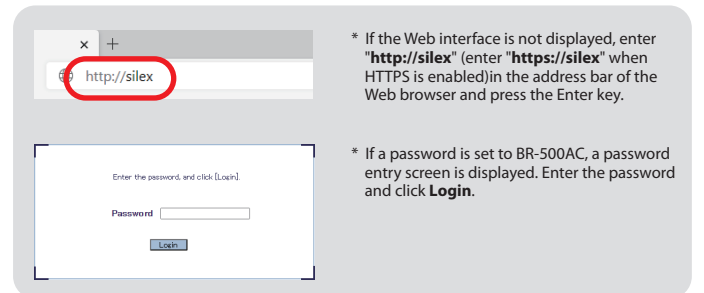 × +
http://silex
* If the Web interface is not displayed, enter
"http://silex" (enter "https://silex" when
HTTPS is enabled)in the address bar of the
Web browser and press the Enter key.
Enter the password, and click [Login].
Password
Login
* If a password is set to BR-500AC, a password
entry screen is displayed. Enter the password
and click Login.